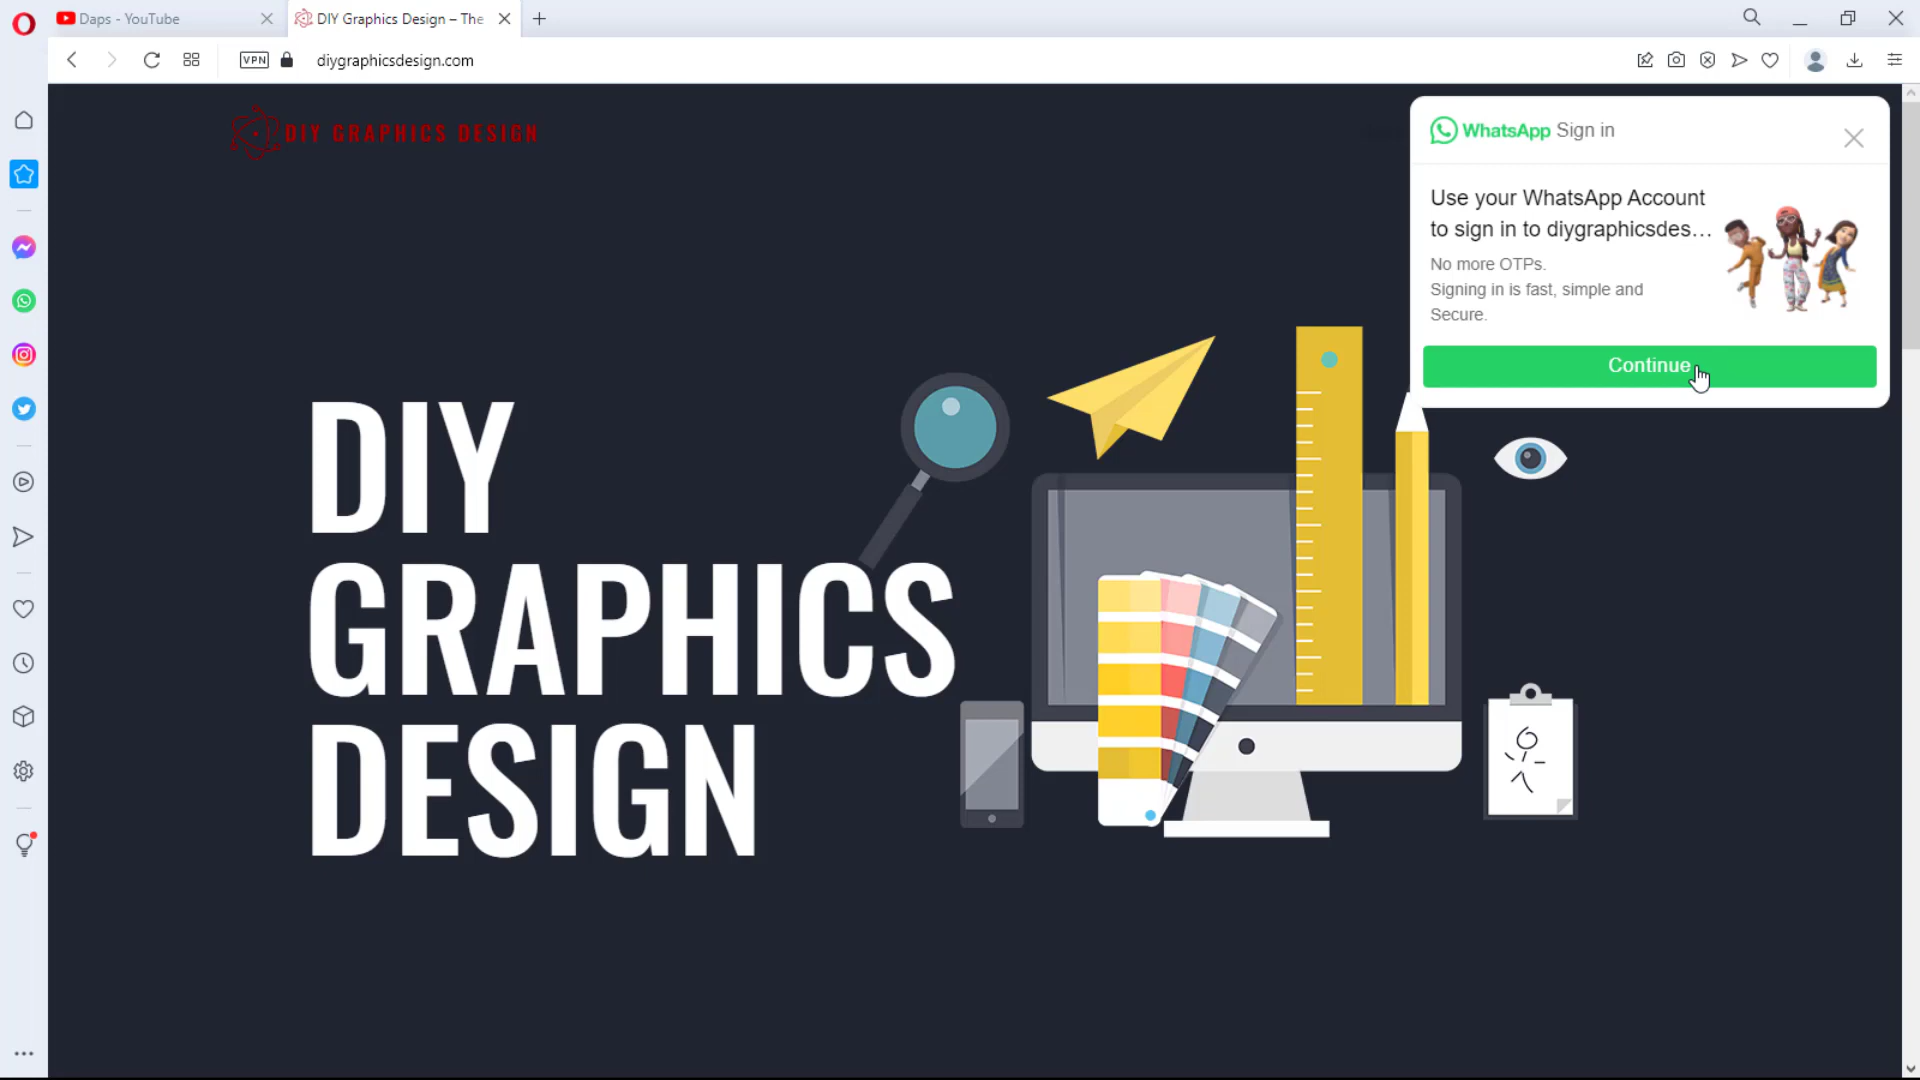 Daps - YouTube
DIY Graphics Design – The
VPN
diygraphicsdesign.com
DIY GRAPHICS DESIGN
WhatsApp Sign in
Use your WhatsApp Account
to sign in to diygraphicsdes...
No more OTPs.
Signing in is fast, simple and
Secure.
Continue
DIY
GRAPHICS
DESIGN